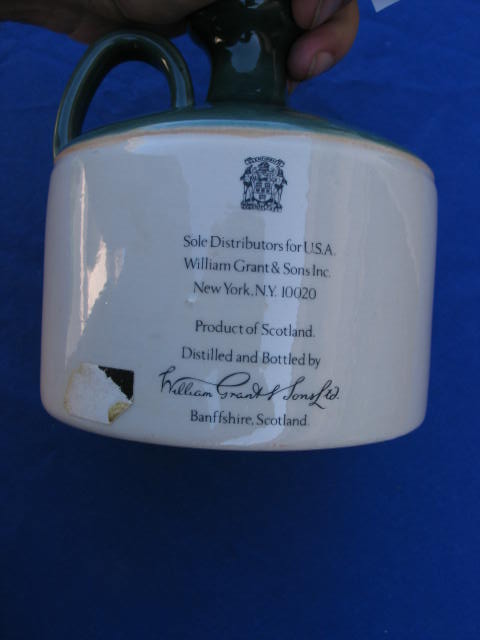 Sole Distributors for U.S.A.
William Grant & Sons Inc.
New York, N.Y. 10020
Product of Scotland.
Distilled and Bottled by
William Grant & Sons Ltd.
Banffshire, Scotland.